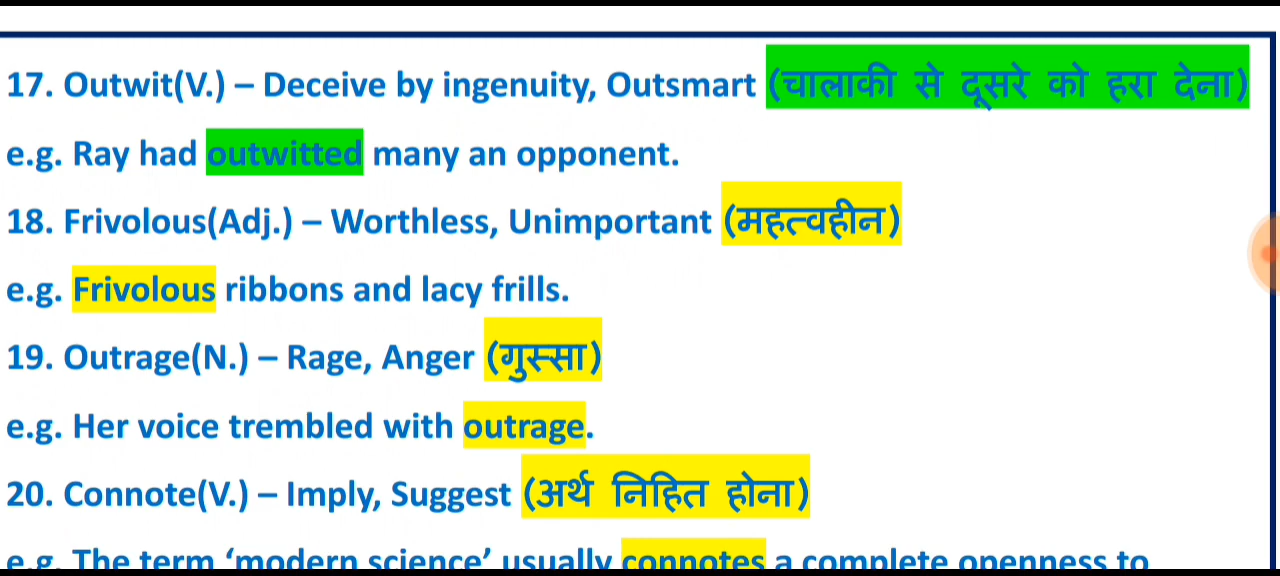 17. Outwit(V.) – Deceive by ingenuity, Outsmart (चालाकी से दूसरे को हरा देना)
e.g. Ray had outwitted many an opponent.
18. Frivolous(Adj.) – Worthless, Unimportant (महत्वहीन)
e.g. Frivolous ribbons and lacy frills.
19. Outrage(N.) – Rage, Anger (गुस्सा)
e.g. Her voice trembled with outrage.
20. Connote(V.) – Imply, Suggest (अर्थ निहित होना)
e.g. The term ‘modern science’ usually connotes a complete openness to